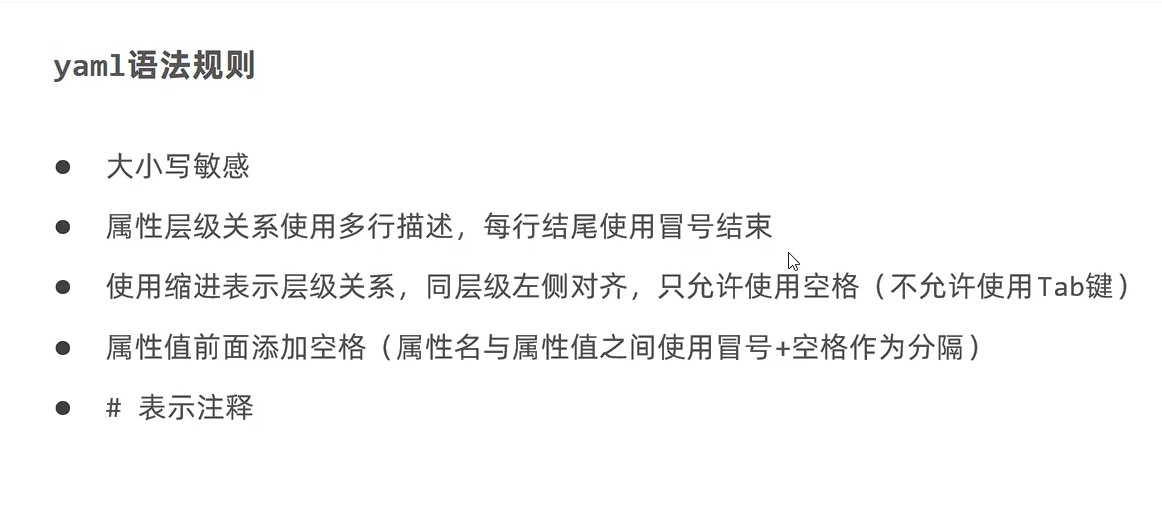 yaml语法规则
● 大小写敏感
● 属性层级关系使用多行描述，每行结尾使用冒号结束
● 使用缩进表示层级关系，同层级左侧对齐，只允许使用空格（不允许使用Tab键）
● 属性值前面添加空格（属性名与属性值之间使用冒号+空格作为分隔）
● # 表示注释